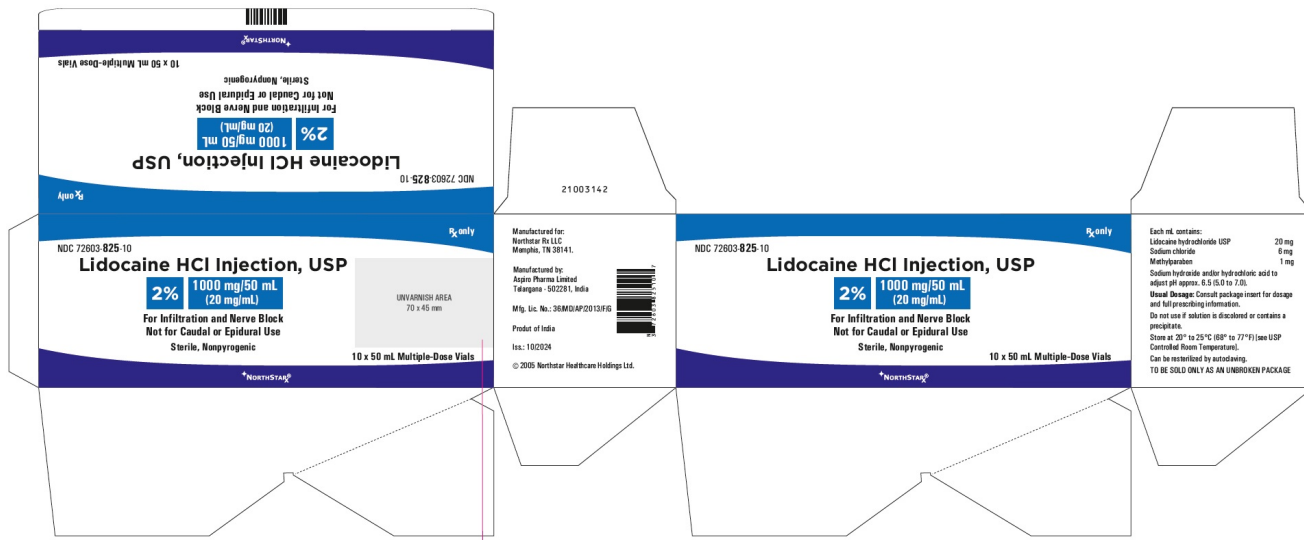 NORTHSTAR
10 x 50 mL Multiple-Dose Vials
Sterile, Nonpyrogenic
Not for Caudal or Epidural Use
For Infiltration and Nerve Block
2% 1000 mg/50 mL
(20 mg/mL)
Lidocaine HCl Injection, USP
NDC 72603-825-10
Rx only
21003142
Rx only
NDC 72603-825-10
Lidocaine HCl Injection, USP
2% 1000 mg/50 mL
(20 mg/mL)
For Infiltration and Nerve Block
Not for Caudal or Epidural Use
Sterile, Nonpyrogenic
10 x 50 mL Multiple-Dose Vials
NORTHSTAR®
UNVARNISH AREA
70 x 45 mm
Manufactured for:
Northstar Rx LLC
Memphis, TN 38141.
Manufactured by:
Aspiro Pharma Limited
Telangana - 502281, India
Mfg. Lic. No.: 36/MD/AP/2013/F/G
Produt of India
Iss.: 10/2024
© 2005 Northstar Healthcare Holdings Ltd.
Rx only
NDC 72603-825-10
Lidocaine HCl Injection, USP
2% 1000 mg/50 mL
(20 mg/mL)
For Infiltration and Nerve Block
Not for Caudal or Epidural Use
Sterile, Nonpyrogenic
10 x 50 mL Multiple-Dose Vials
NORTHSTAR®
Each mL contains:
Lidocaine hydrochloride USP 20 mg
Sodium chloride 6 mg
Methylparaben 1 mg
Sodium hydroxide and/or hydrochloric acid to
adjust pH approx. 6.5 (5.0 to 7.0).
Usual Dosage: Consult package insert for dosage
and full prescribing information.
Do not use if solution is discolored or contains a
precipitate.
Store at 20° to 25°C (68° to 77°F) [see USP
Controlled Room Temperature].
Can be resterilized by autoclaving.
TO BE SOLD ONLY AS AN UNBROKEN PACKAGE